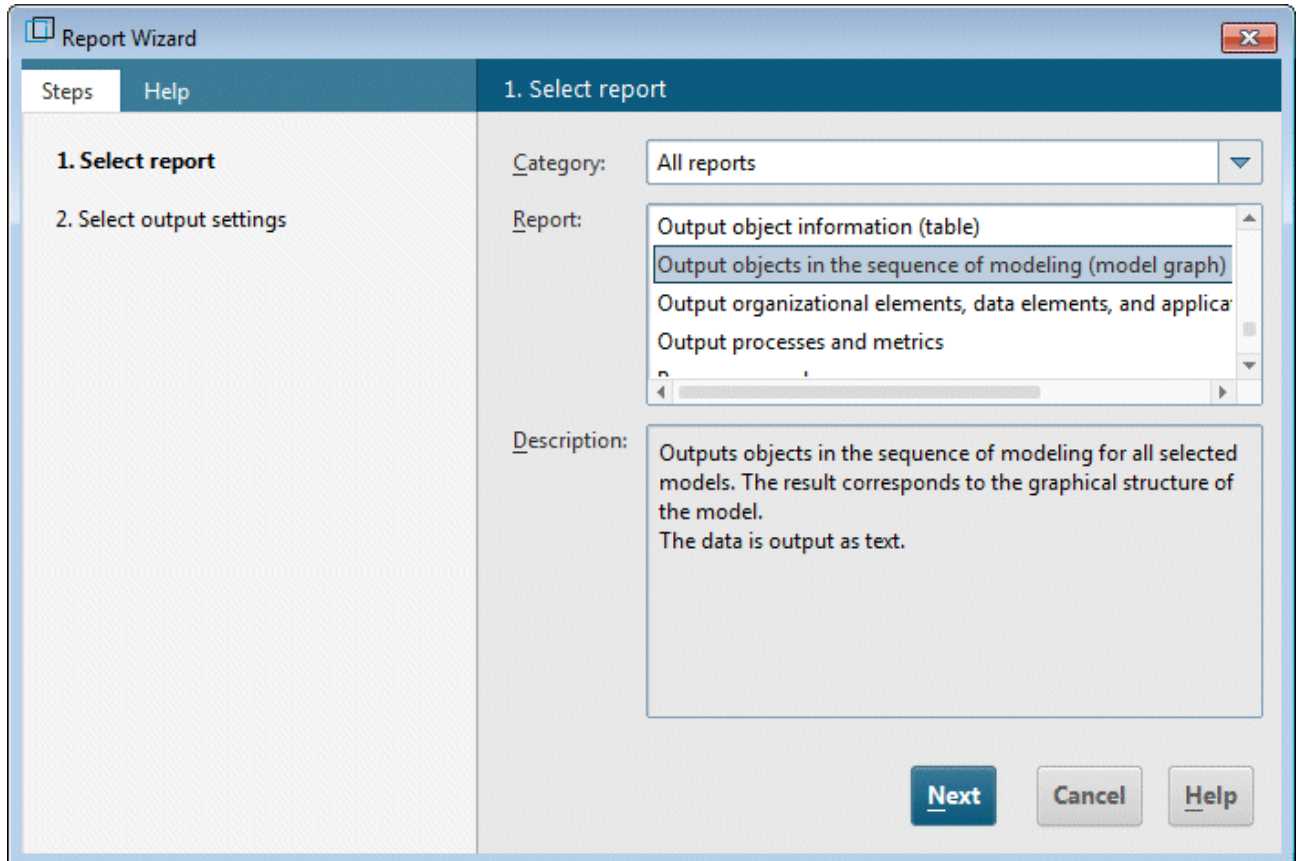 Report Wizard
Steps
Help
1. Select report
2. Select output settings
1. Select report
Category:
All reports
Report:
Output object information (table)
Output objects in the sequence of modeling (model graph)
Output organizational elements, data elements, and applica
Output processes and metrics
Description:
Outputs objects in the sequence of modeling for all selected
models. The result corresponds to the graphical structure of
the model.
The data is output as text.
Next
Cancel
Help